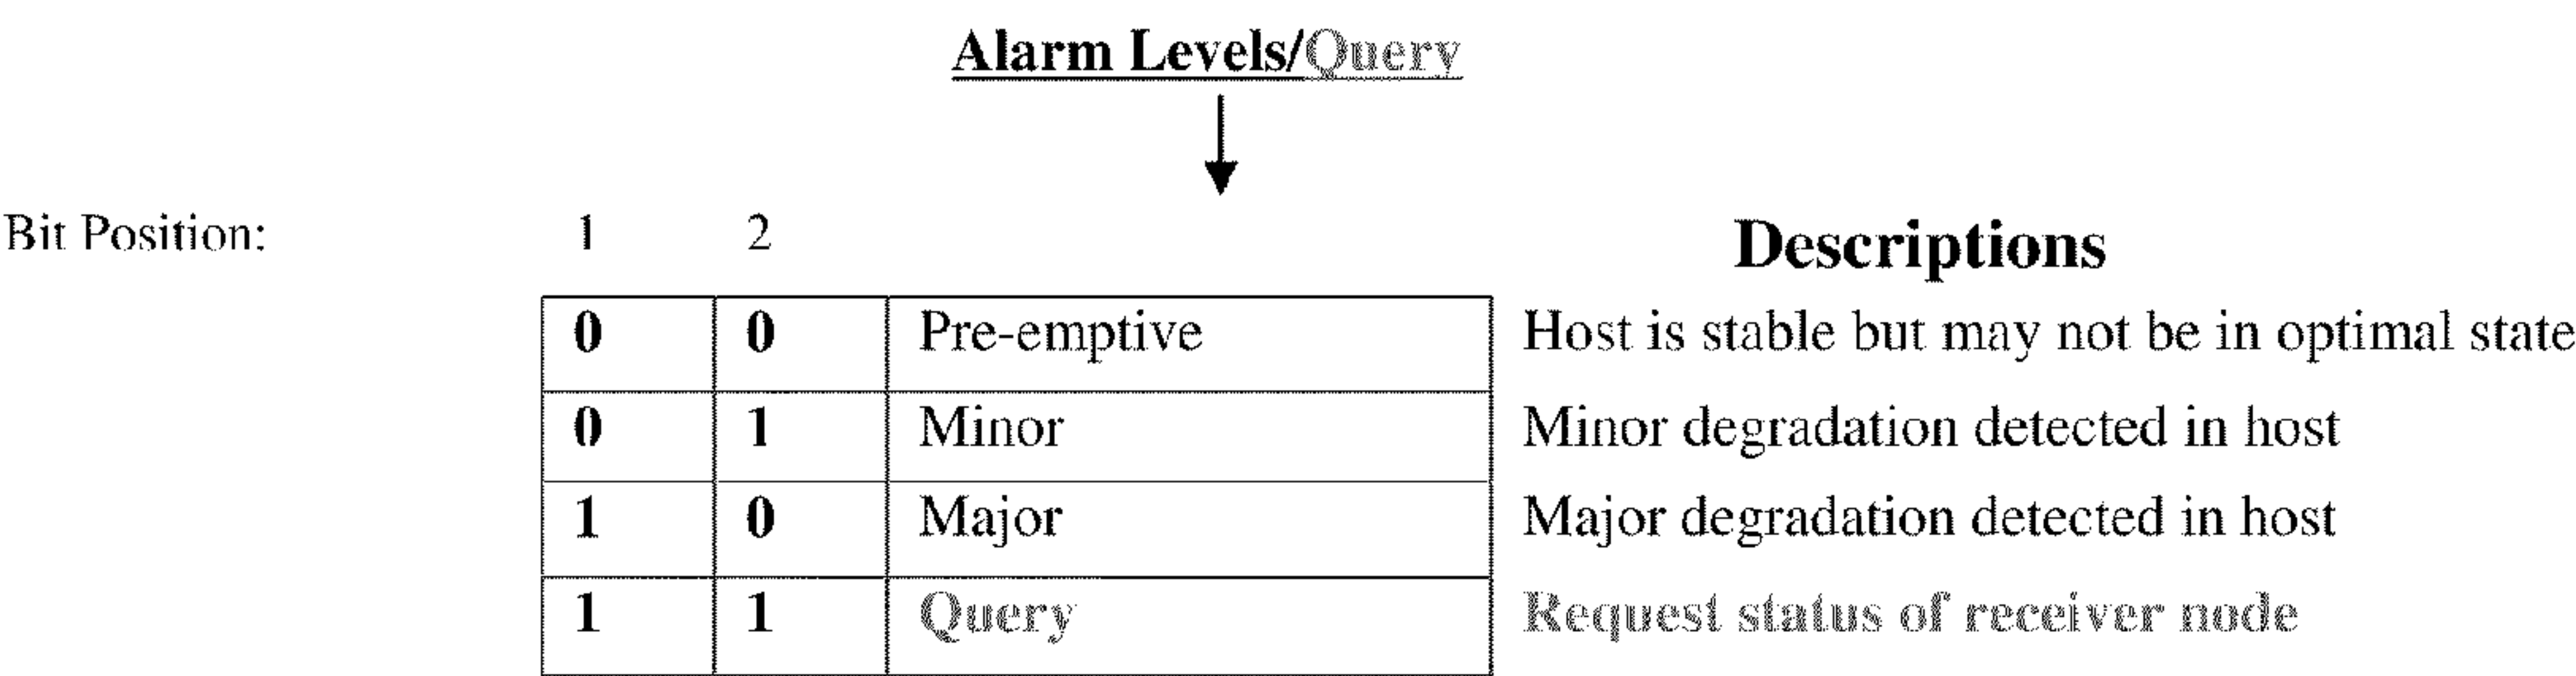 Alarm Levels/Query
Bit Position: 1 2 Descriptions
0 0 Pre-emptive Host is stable but may not be in optimal state
0 1 Minor Minor degradation detected in host
1 0 Major Major degradation detected in host
1 1 Query Request status of receiver node